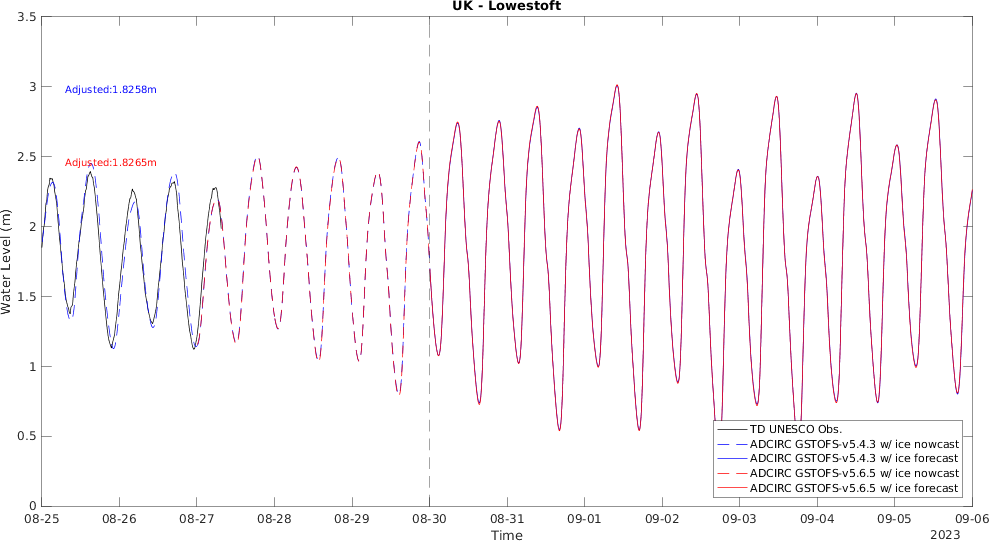 UK - Lowestoft
3.5
3
2.5
2
1.5
1
0.5
0
Water Level (m)
Adjusted:1.8258m
Adjusted:1.8265m
TD UNESCO Obs.
ADCIRC GSTOFS-v5.4.3 w/ ice nowcast
ADCIRC GSTOFS-v5.4.3 w/ ice forecast
ADCIRC GSTOFS-v5.6.5 w/ ice nowcast
ADCIRC GSTOFS-v5.6.5 w/ ice forecast
08-25 08-26 08-27 08-28 08-29 08-30 08-31 09-01 09-02 09-03 09-04 09-05 09-06
Time
2023